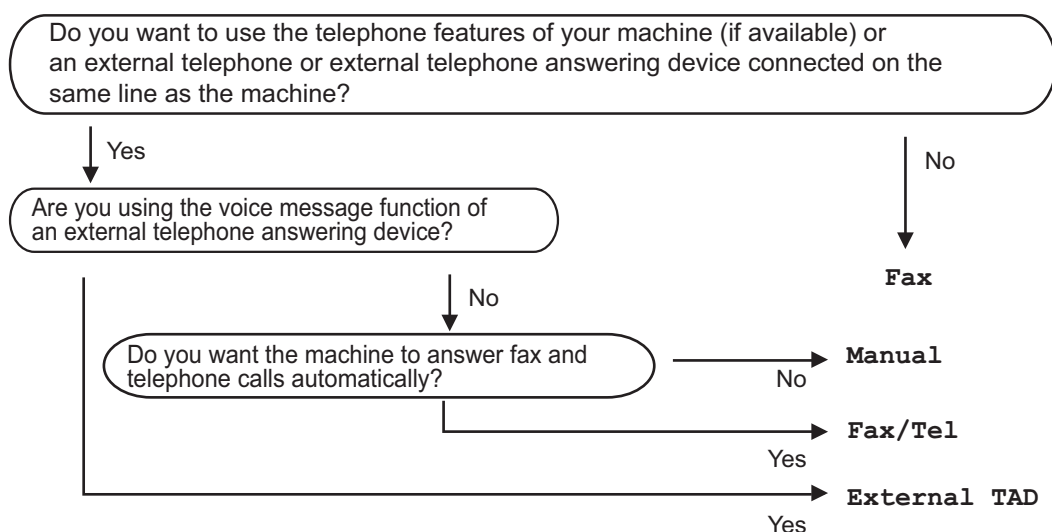 Do you want to use the telephone features of your machine (if available) or
an external telephone or external telephone answering device connected on the
same line as the machine?
Yes
No
Are you using the voice message function of
an external telephone answering device?
Fax
No
Do you want the machine to answer fax and
telephone calls automatically?
Manual
No
Fax/Tel
Yes
External TAD
Yes